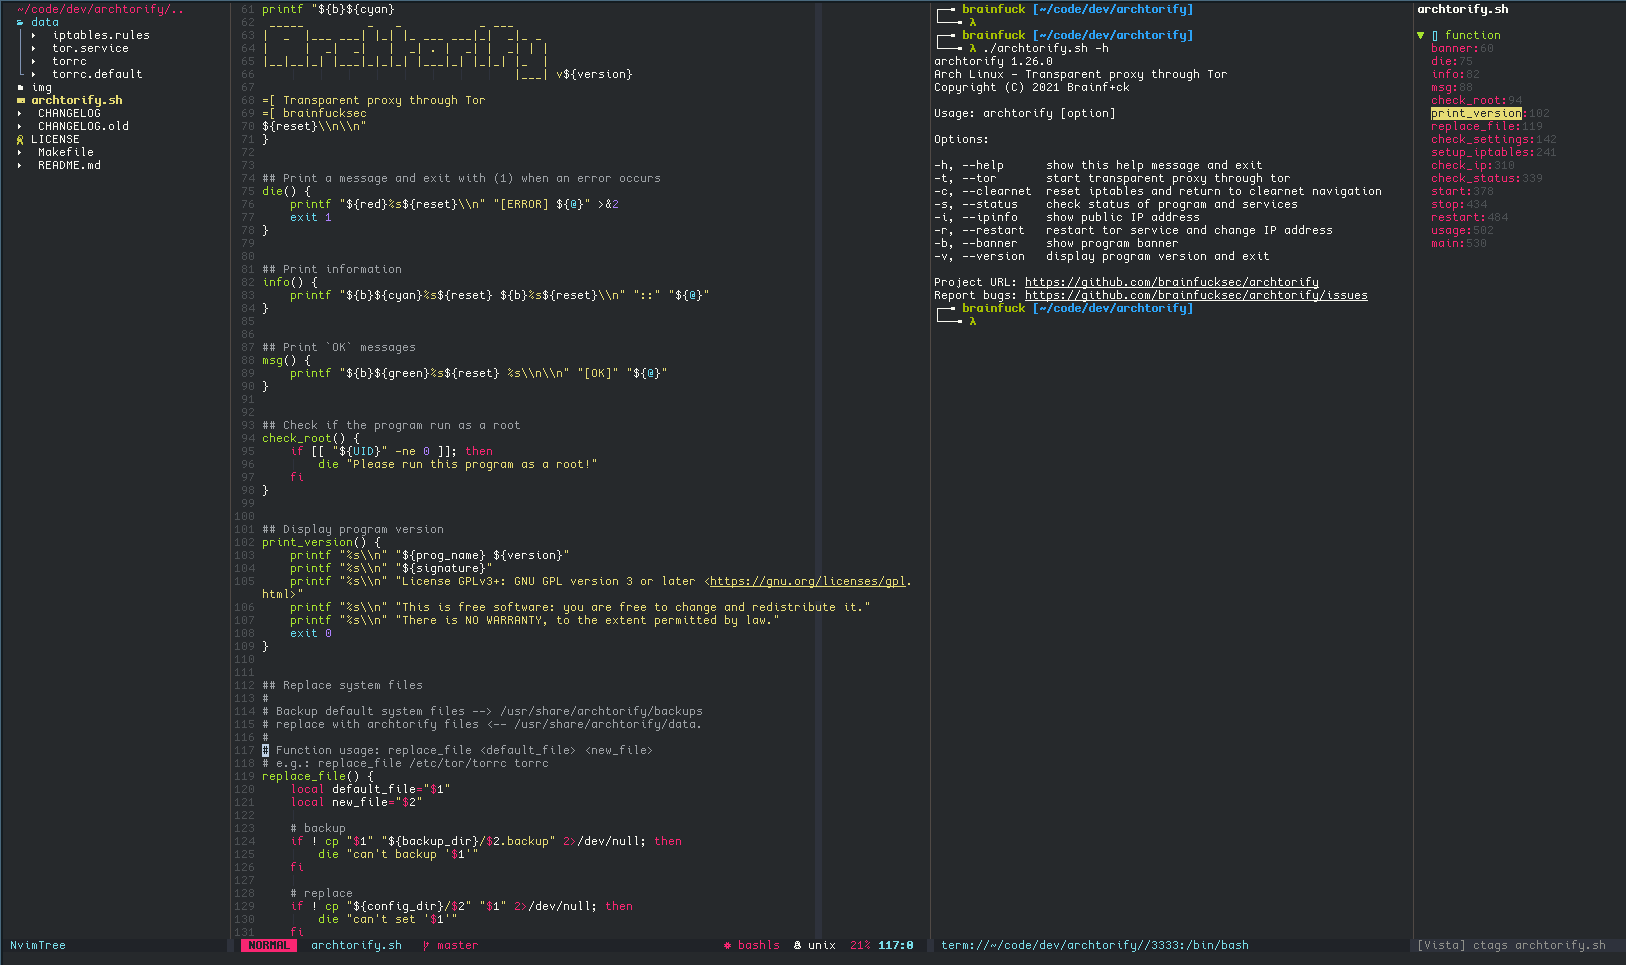 ~/code/dev/archtorify/..
data
iptables.rules
tor.service
torrc
torrc.default
img
archtorify.sh
CHANGELOG
CHANGELOG.old
LICENSE
Makefile
README.md
NvimTree
61 printf "${b}${cyan}
62
63
64
65
66 v${version}
67
68 =[ Transparent proxy through Tor
69 =[ brainfucksec
70 ${reset}\\n\\n"
71 }
72
73
74 ## Print a message and exit with (1) when an error occurs
75 die() {
76     printf "${red}%s${reset}\\n" "[ERROR] ${@}" >&2
77     exit 1
78 }
79
80
81 ## Print information
82 info() {
83     printf "${b}${cyan}%s${reset} ${b}%s${reset}\\n" "::" "${@}"
84 }
85
86
87 ## Print `OK` messages
88 msg() {
89     printf "${b}${green}%s${reset} %s\\n\\n" "[OK]" "${@}"
90 }
91
92
93 ## Check if the program run as a root
94 check_root() {
95     if [[ "${UID}" -ne 0 ]]; then
96         die "Please run this program as a root!"
97     fi
98 }
99
100
101 ## Display program version
102 print_version() {
103     printf "%s\\n" "${prog_name} ${version}"
104     printf "%s\\n" "${signature}"
105     printf "%s\\n" "License GPLv3+: GNU GPL version 3 or later <https://gnu.org/licenses/gpl.
html>"
106     printf "%s\\n" "This is free software: you are free to change and redistribute it."
107     printf "%s\\n" "There is NO WARRANTY, to the extent permitted by law."
108     exit 0
109 }
110
111
112 ## Replace system files
113 #
114 # Backup default system files --> /usr/share/archtorify/backups
115 # replace with archtorify files <-- /usr/share/archtorify/data.
116 #
117 # Function usage: replace_file <default_file> <new_file>
118 # e.g.: replace_file /etc/tor/torrc torrc
119 replace_file() {
120     local default_file="$1"
121     local new_file="$2"
122
123     # backup
124     if ! cp "$1" "${backup_dir}/$2.backup" 2>/dev/null; then
125         die "can't backup '$1'"
126     fi
127
128     # replace
129     if ! cp "${config_dir}/$2" "$1" 2>/dev/null; then
130         die "can't set '$1'"
131     fi
NORMAL archtorify.sh master bashls unix 21% 117:0
brainfuck [~/code/dev/archtorify]
λ
brainfuck [~/code/dev/archtorify]
λ ./archtorify.sh -h
archtorify 1.26.0
Arch Linux - Transparent proxy through Tor
Copyright (C) 2021 Brainf+ck

Usage: archtorify [option]

Options:

-h, --help      show this help message and exit
-t, --tor       start transparent proxy through tor
-c, --clearnet  reset iptables and return to clearnet navigation
-s, --status    check status of program and services
-i, --ipinfo    show public IP address
-r, --restart   restart tor service and change IP address
-b, --banner    show program banner
-v, --version   display program version and exit

Project URL: https://github.com/brainfucksec/archtorify
Report bugs: https://github.com/brainfucksec/archtorify/issues
brainfuck [~/code/dev/archtorify]
λ
term://~/code/dev/archtorify//3333:/bin/bash
archtorify.sh
▼ [] function
banner:60
die:75
info:82
msg:88
check_root:94
print_version:102
replace_file:119
check_settings:142
setup_iptables:241
check_ip:310
check_status:339
start:378
stop:434
restart:484
usage:502
main:530
[Vista] ctags archtorify.sh